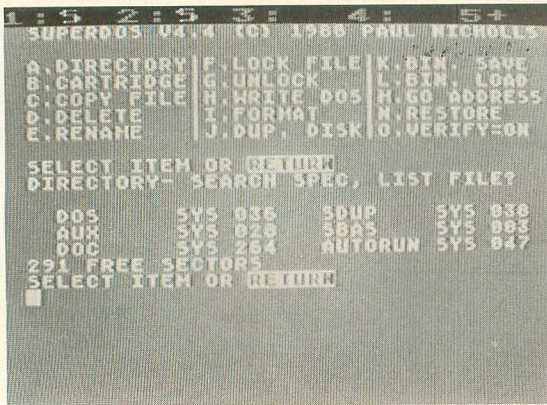 1:5 2:5 3: 4: 5+
SUPERDOS V4.4 (C) 1988 PAUL NICHOLLS
A.DIRECTORY F.LOCK FILE K.BIN. SAVE
B.CARTRIDGE G.UNLOCK L.BIN. LOAD
C.COPY FILE H.WRITE DOS M.GO ADDRESS
D.DELETE I.FORMAT N.RESTORE
E.RENAME J.DUP. DISK O.VERIFY=ON
SELECT ITEM OR RETURN
DIRECTORY- SEARCH SPEC, LIST FILE?
DOS SYS 036 SDUP SYS 038
AUX SYS 028 SBAS SYS 003
DOC SYS 264 AUTORUN SYS 047
291 FREE SECTORS
SELECT ITEM OR RETURN